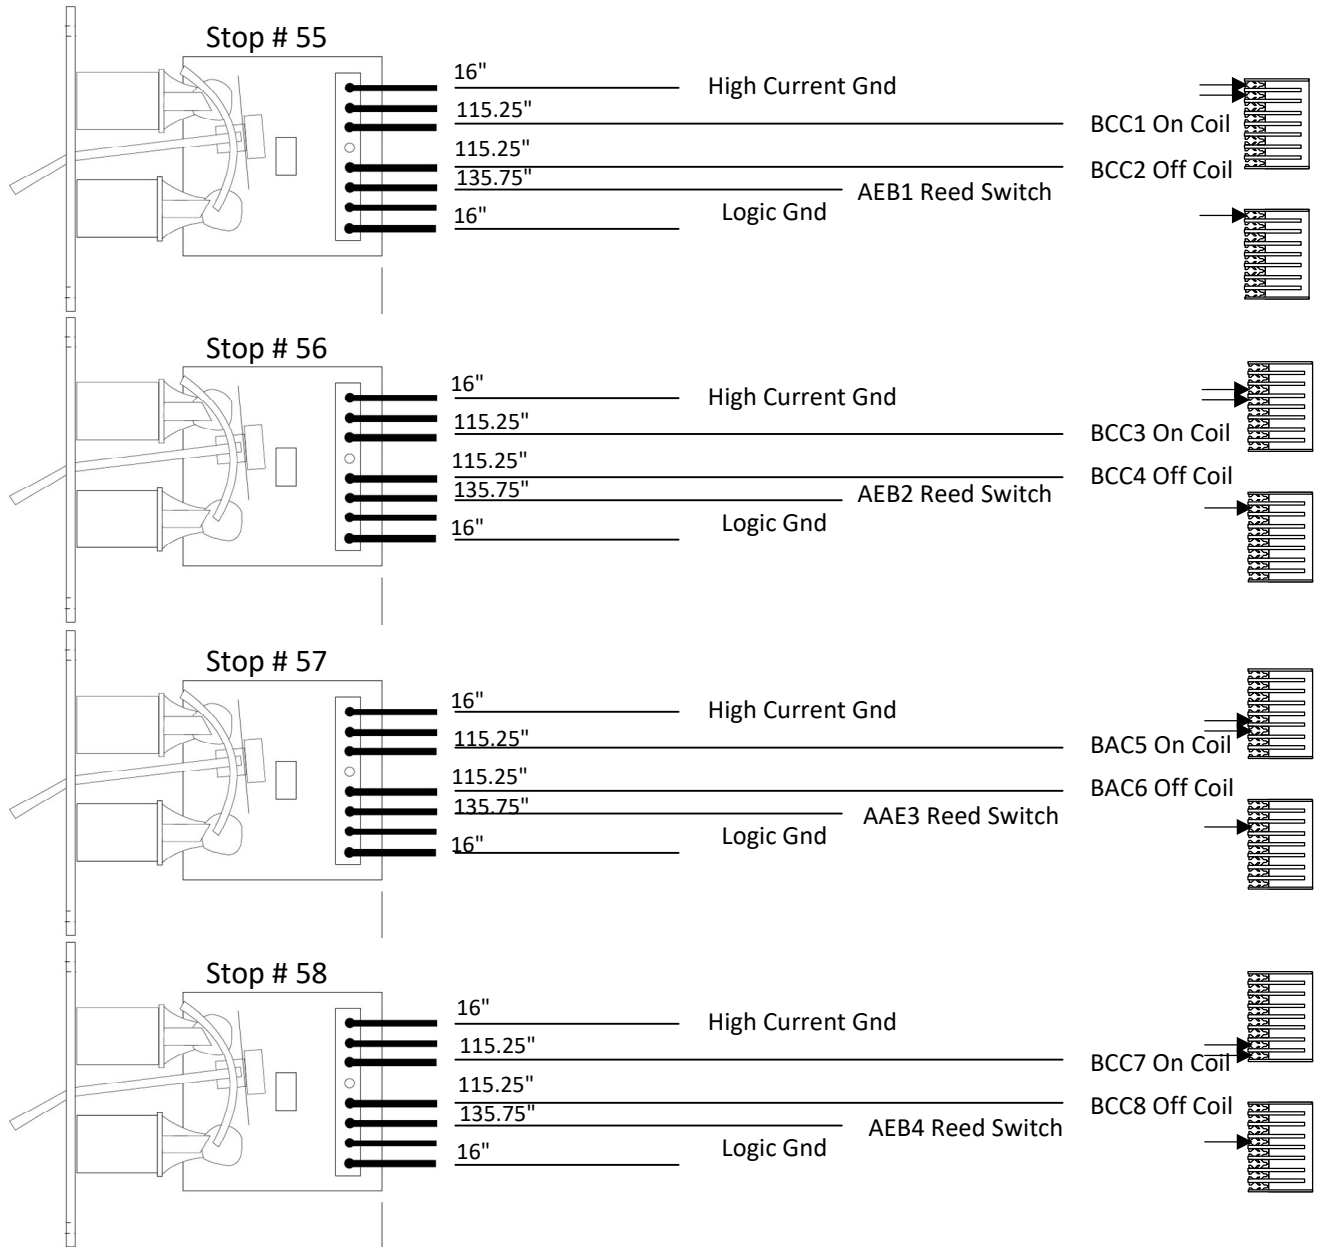 Stop # 55
16"
High Current Gnd
115.25"
BCC1 On Coil
115.25"
BCC2 Off Coil
135.75"
AEB1 Reed Switch
Logic Gnd
16"
Stop # 56
16"
High Current Gnd
115.25"
BCC3 On Coil
115.25"
BCC4 Off Coil
135.75"
AEB2 Reed Switch
Logic Gnd
16"
Stop # 57
16"
High Current Gnd
115.25"
BAC5 On Coil
115.25"
BAC6 Off Coil
135.75"
AAE3 Reed Switch
Logic Gnd
16"
Stop # 58
16"
High Current Gnd
115.25"
BCC7 On Coil
115.25"
BCC8 Off Coil
135.75"
AEB4 Reed Switch
Logic Gnd
16"